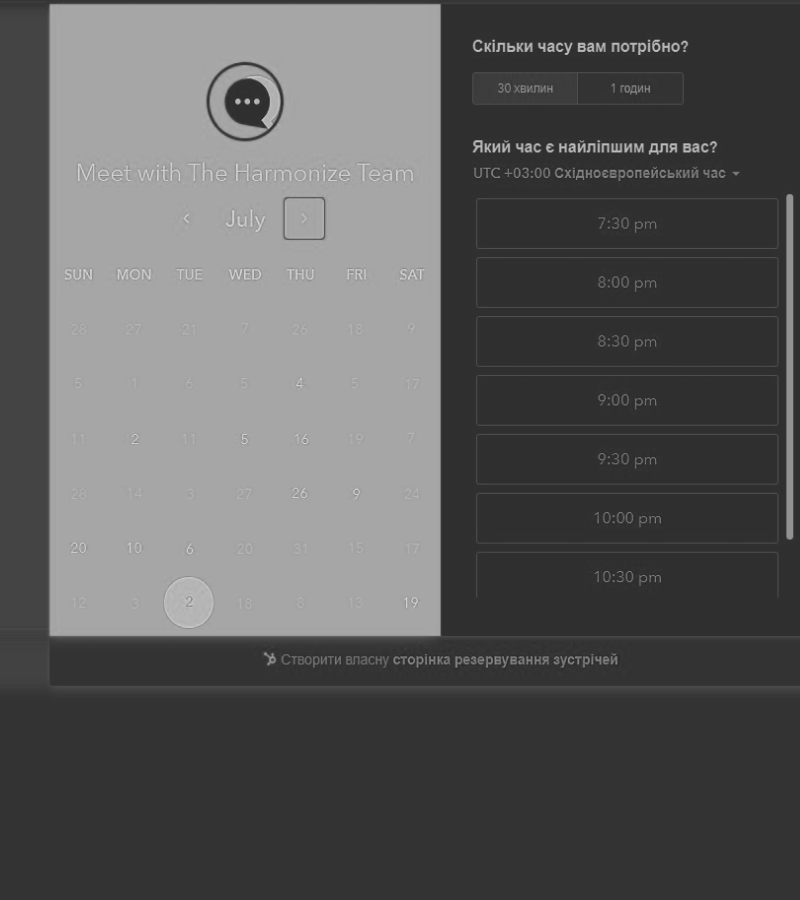 Meet with The Harmonize Team
July
SUN MON TUE WED THU FRI SAT
28 27 21 7 26 18 9
5 1 6 5 4 5 17
11 2 11 5 16 19 7
28 14 3 27 26 9 24
20 10 6 20 31 15 17
12 3 2 18 13 19
Скільки часу вам потрібно?
30 хвилин 1 годин
Який час є найліпшим для вас?
UTC +03:00 Східноєвропейський час
7:30 pm
8:00 pm
8:30 pm
9:00 pm
9:30 pm
10:00 pm
10:30 pm
Створити власну сторінка резервування зустрічей